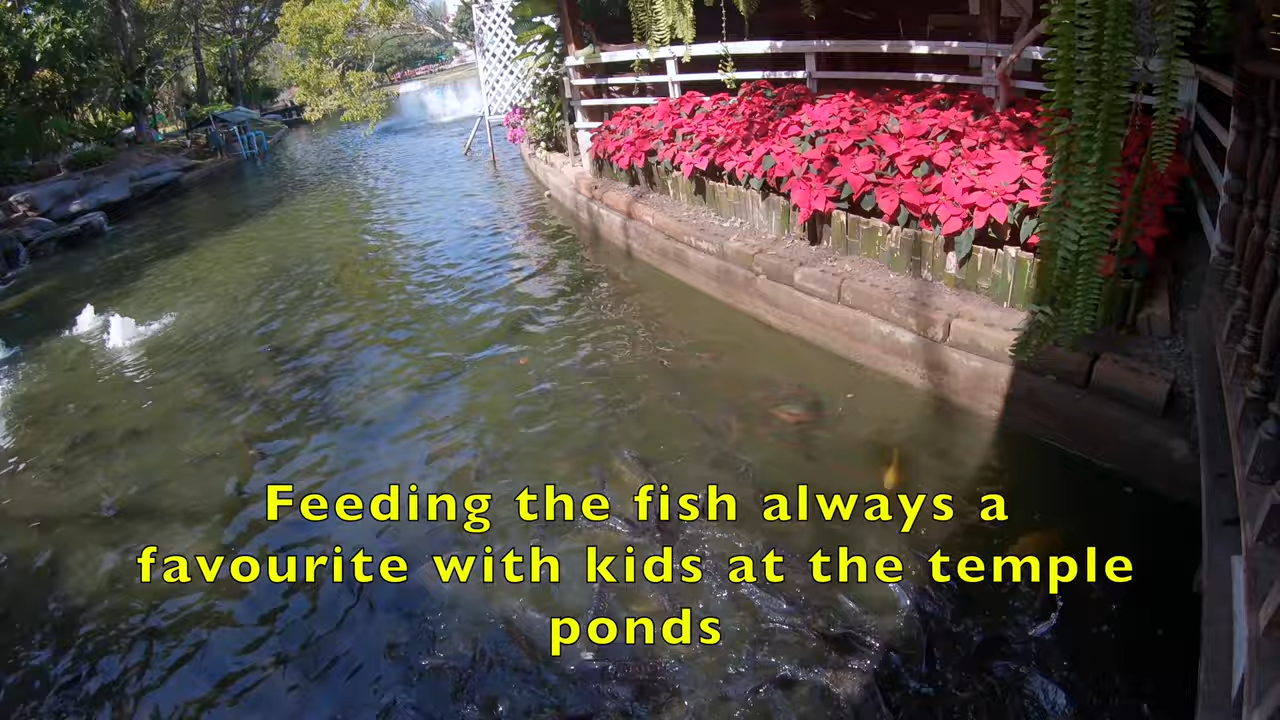 Feeding the fish always a
favourite with kids at the temple
ponds